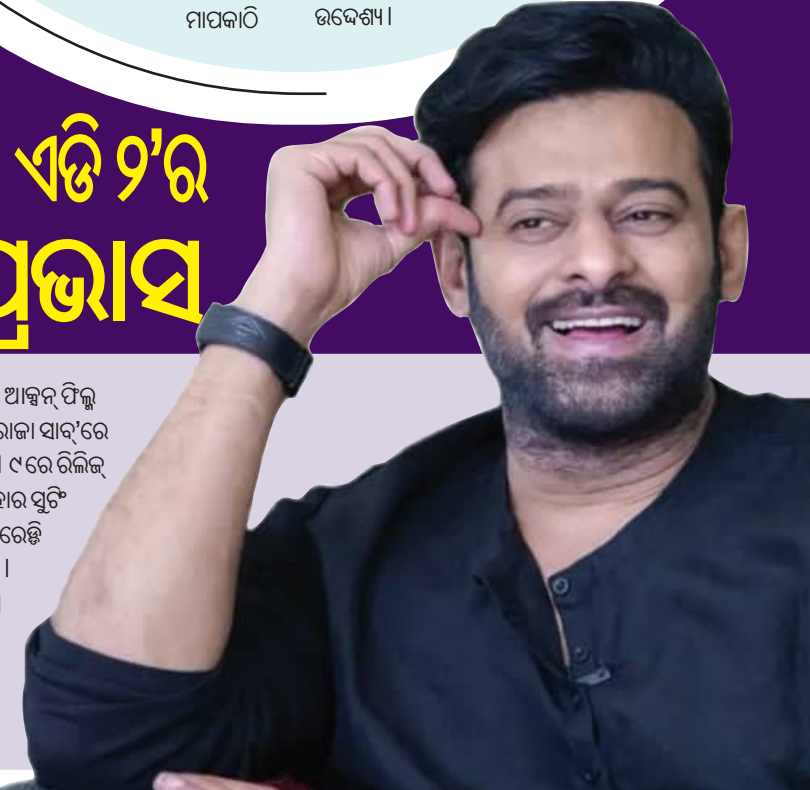 ମାପକାଠି ଉଦ୍ଦେଶ୍ୟ।
ଏଡି ୨’ର
ପ୍ରଭାସ
ଆକ୍ସନ୍ ଫିଲ୍ମ
ରାଜା ସାବ୍’ରେ
୯ ରେ ରିଲିଜ୍
ସୁଟିଂ
ରେଡ୍ଡି
।